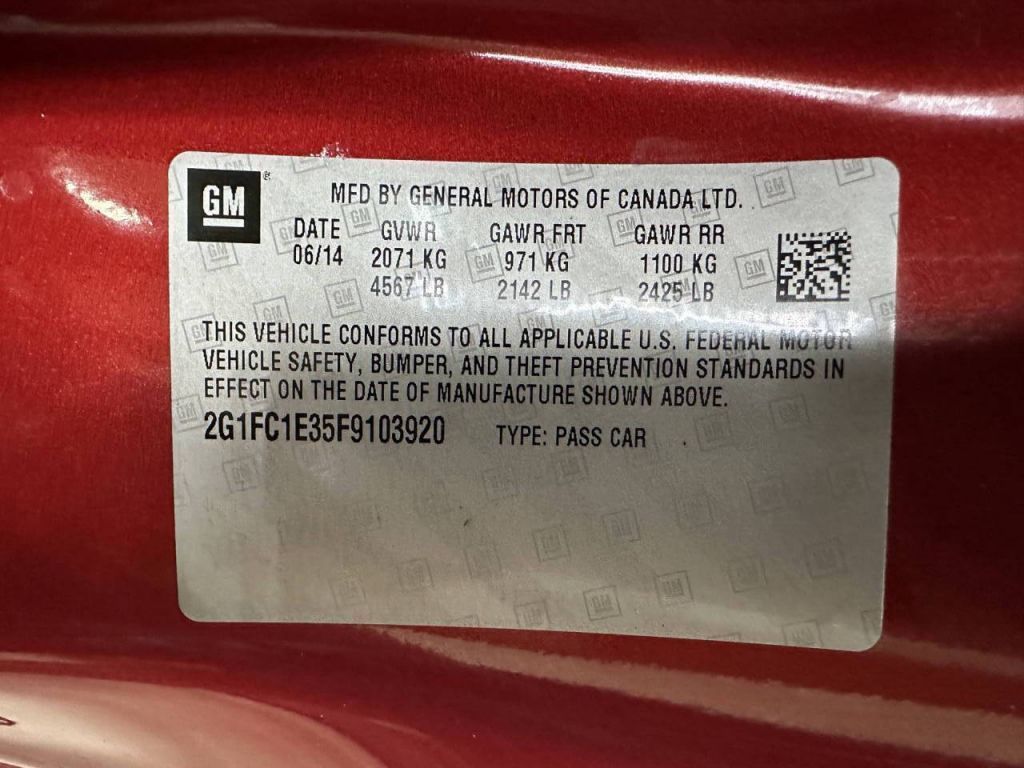 GM
MFD BY GENERAL MOTORS OF CANADA LTD.
DATE GVWR GAWR FRT GAWR RR
06/14 2071 KG 971 KG 1100 KG
4567 LB 2142 LB 2425 LB
THIS VEHICLE CONFORMS TO ALL APPLICABLE U.S. FEDERAL MOTOR
VEHICLE SAFETY, BUMPER, AND THEFT PREVENTION STANDARDS IN
EFFECT ON THE DATE OF MANUFACTURE SHOWN ABOVE.
2G1FC1E35F9103920 TYPE: PASS CAR